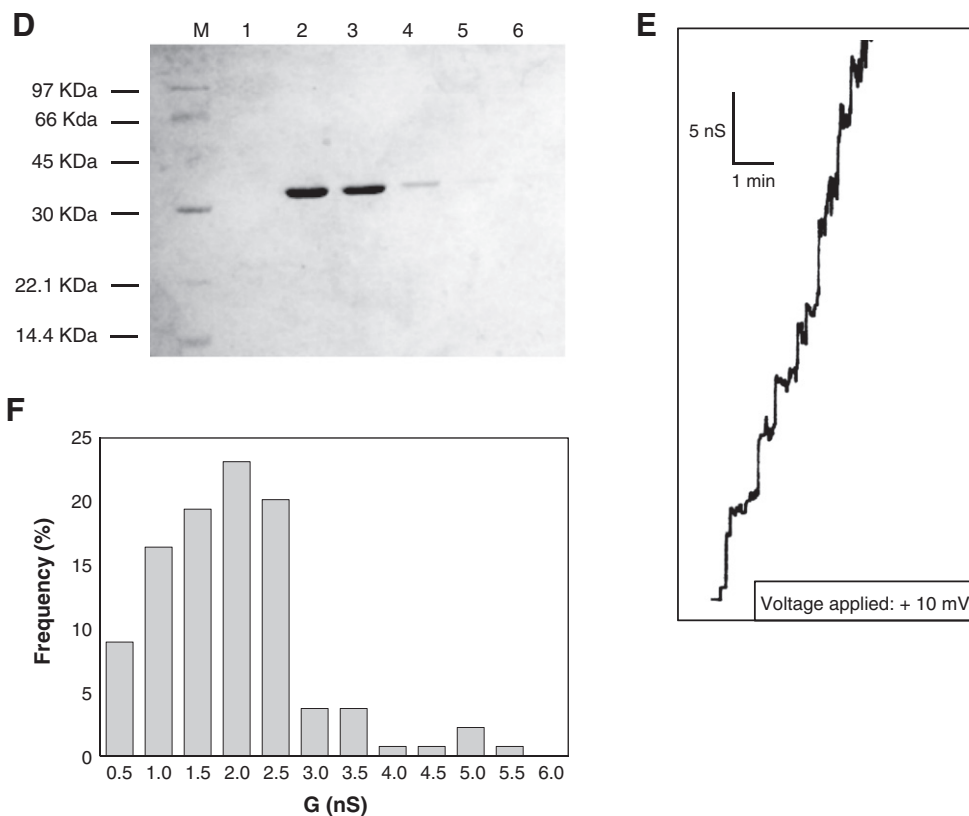 D
M 1 2 3 4 5 6
97 KDa
66 Kda
45 KDa
30 KDa
22.1 KDa
14.4 KDa
E
5 nS
1 min
Voltage applied: + 10 mV
F
Frequency (%)
25
20
15
10
5
0
0.5 1.0 1.5 2.0 2.5 3.0 3.5 4.0 4.5 5.0 5.5 6.0
G (nS)